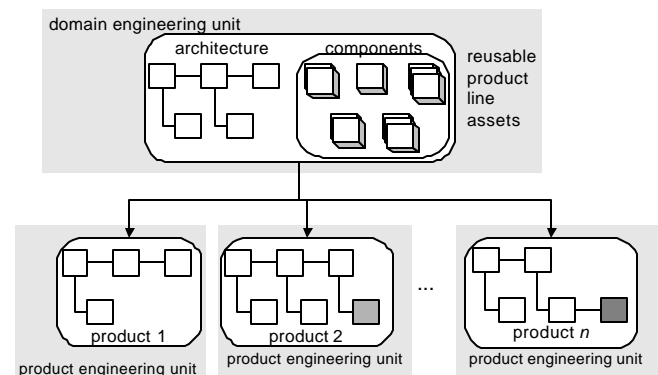 domain engineering unit
architecture
components
reusable
product
line
assets
product 1
product engineering unit
product 2
product engineering unit
...
product n
product engineering unit